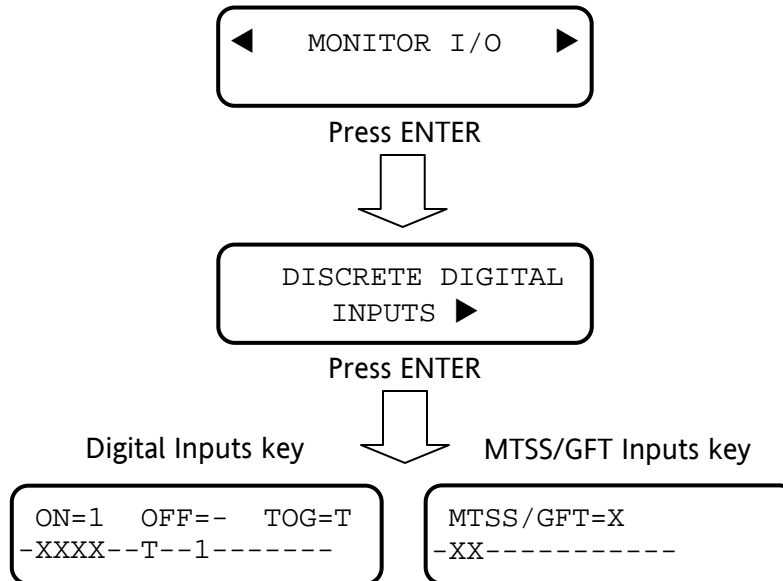 ◀ MONITOR I/O ▶
Press ENTER
DISCRETE DIGITAL
INPUTS ▶
Press ENTER
Digital Inputs key
MTSS/GFT Inputs key
ON=1 OFF=- TOG=T
-XXXX--T--1-------
MTSS/GFT=X
-XX-----------